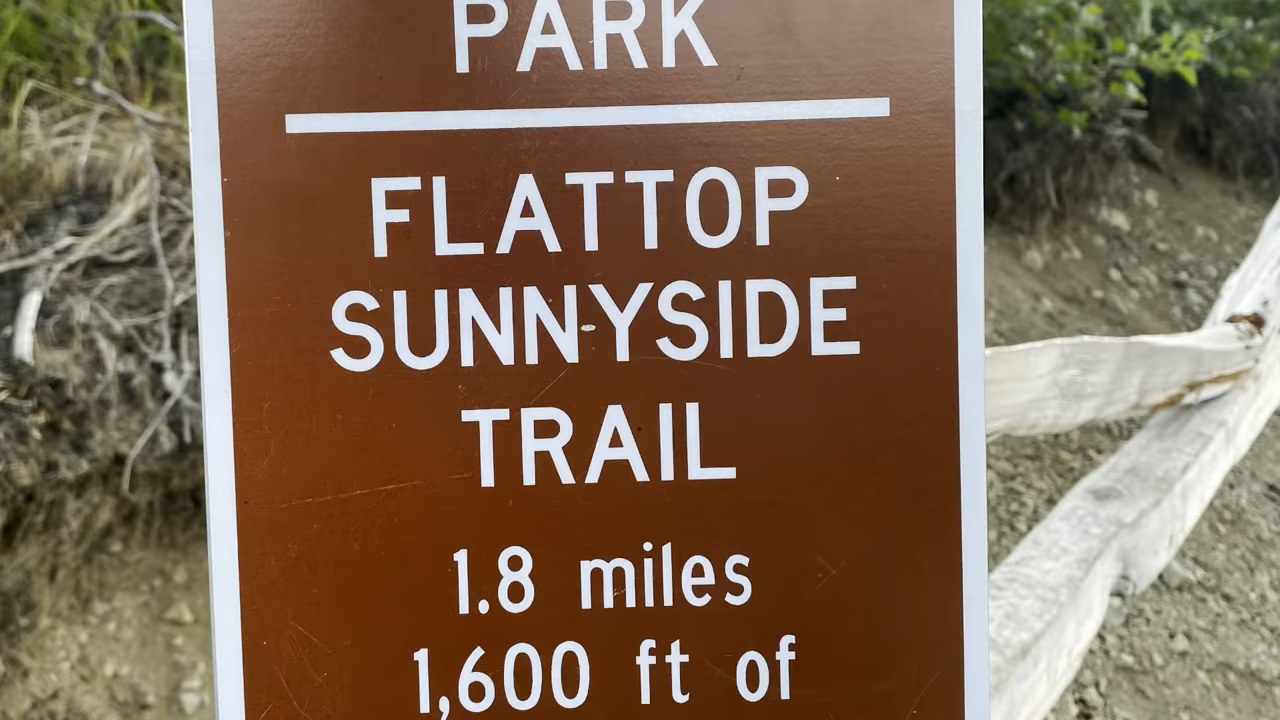 PARK
FLATTOP
SUNNYSIDE
TRAIL
1.8 miles
1,600 ft of